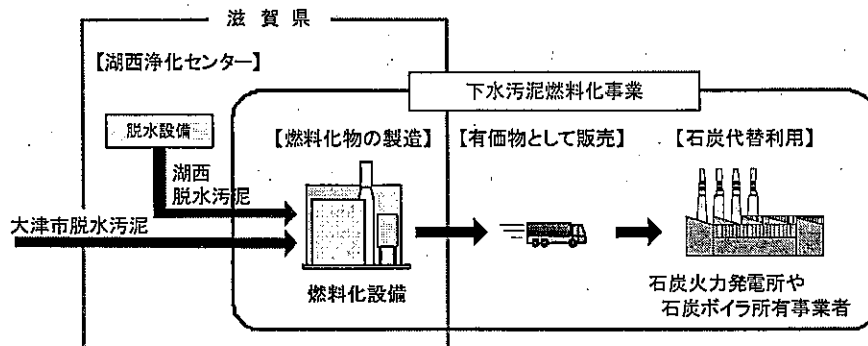 滋賀県
【湖西浄化センター】
下水汚泥燃料化事業
脱水設備
【燃料化物の製造】
【有価物として販売】
【石炭代替利用】
湖西
脱水汚泥
大津市脱水汚泥
燃料化設備
石炭火力発電所や
石炭ボイラ所有事業者